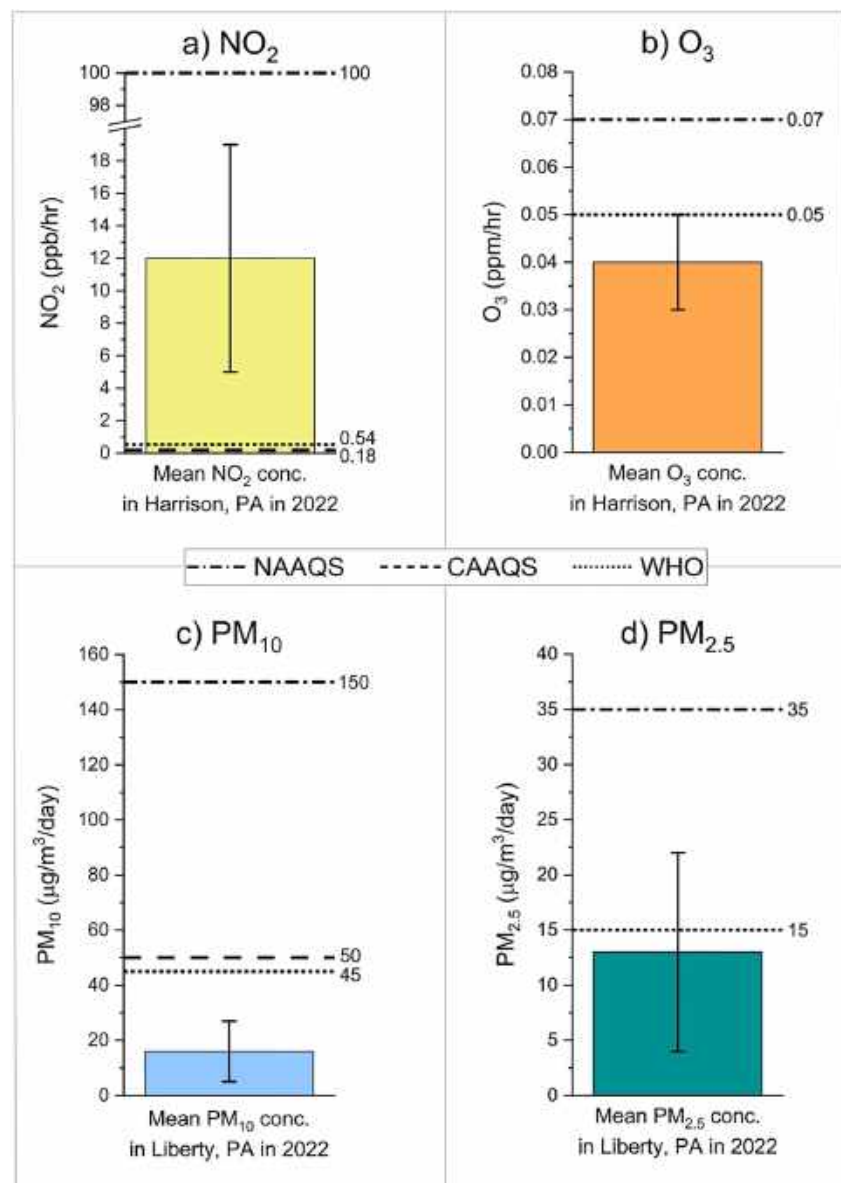 a) NO₂
100
98
18
16
14
12
10
8
6
4
2
0
NO₂ (ppb/hr)
100
0.54
0.18
Mean NO₂ conc.
in Harrison, PA in 2022
b) O₃
0.08
0.07
0.06
0.05
0.04
0.03
0.02
0.01
0.00
O₃ (ppm/hr)
0.07
0.05
Mean O₃ conc.
in Harrison, PA in 2022
NAAQS CAAQS WHO
c) PM₁₀
160
140
120
100
80
60
40
20
0
PM₁₀ (µg/m³/day)
150
50
45
Mean PM₁₀ conc.
in Liberty, PA in 2022
d) PM₂.₅
40
35
30
25
20
15
10
5
0
PM₂.₅ (µg/m³/day)
35
15
Mean PM₂.₅ conc.
in Liberty, PA in 2022